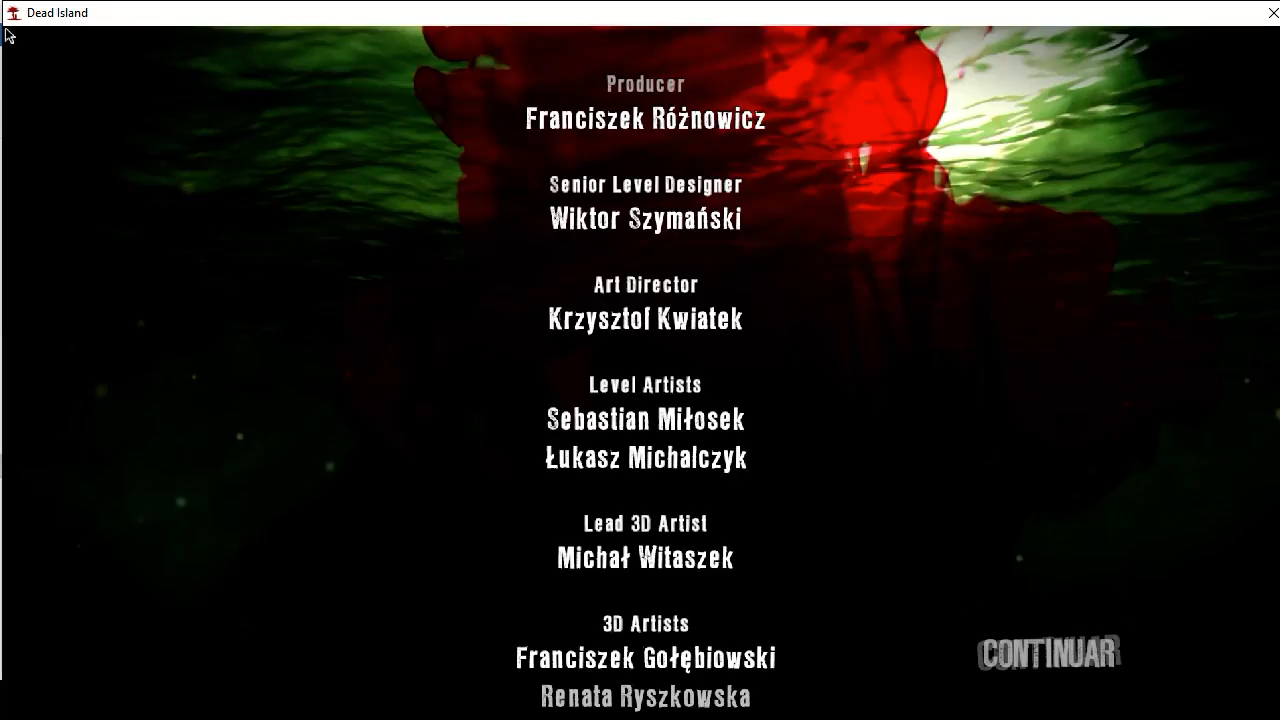 Dead Island
Producer
Franciszek Różnowicz
Senior Level Designer
Wiktor Szymański
Art Director
Krzysztof Kwiatek
Level Artists
Sebastian Miłosek
Łukasz Michalczyk
Lead 3D Artist
Michał Witaszek
3D Artists
Franciszek Gołębiowski
Renata Ryszkowska
CONTINUAR